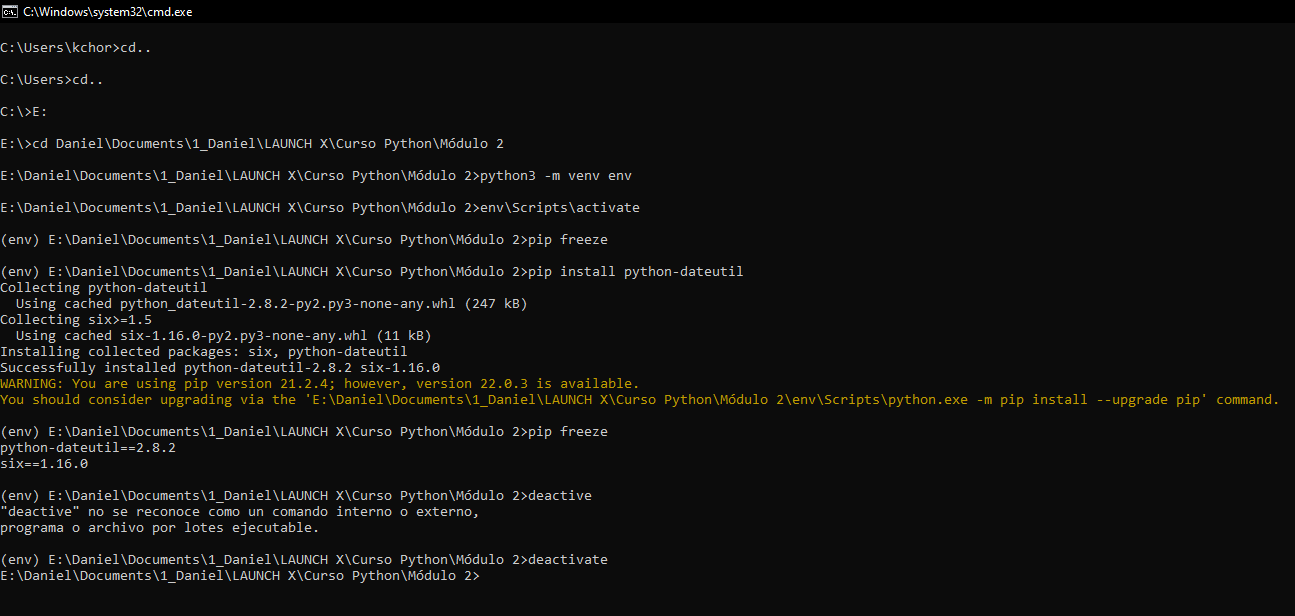 C:\Windows\system32\cmd.exe
C:\Users\kchor>cd..
C:\Users>cd..
C:\>E:
E:\>cd Daniel\Documents\1_Daniel\LAUNCH X\Curso Python\Módulo 2
E:\Daniel\Documents\1_Daniel\LAUNCH X\Curso Python\Módulo 2>python3 -m venv env
E:\Daniel\Documents\1_Daniel\LAUNCH X\Curso Python\Módulo 2>env\Scripts\activate
(env) E:\Daniel\Documents\1_Daniel\LAUNCH X\Curso Python\Módulo 2>pip freeze
(env) E:\Daniel\Documents\1_Daniel\LAUNCH X\Curso Python\Módulo 2>pip install python-dateutil
Collecting python-dateutil
  Using cached python_dateutil-2.8.2-py2.py3-none-any.whl (247 kB)
Collecting six>=1.5
  Using cached six-1.16.0-py2.py3-none-any.whl (11 kB)
Installing collected packages: six, python-dateutil
Successfully installed python-dateutil-2.8.2 six-1.16.0
WARNING: You are using pip version 21.2.4; however, version 22.0.3 is available.
You should consider upgrading via the 'E:\Daniel\Documents\1_Daniel\LAUNCH X\Curso Python\Módulo 2\env\Scripts\python.exe -m pip install --upgrade pip' command.
(env) E:\Daniel\Documents\1_Daniel\LAUNCH X\Curso Python\Módulo 2>pip freeze
python-dateutil==2.8.2
six==1.16.0
(env) E:\Daniel\Documents\1_Daniel\LAUNCH X\Curso Python\Módulo 2>deactive
"deactive" no se reconoce como un comando interno o externo,
programa o archivo por lotes ejecutable.
(env) E:\Daniel\Documents\1_Daniel\LAUNCH X\Curso Python\Módulo 2>deactivate
E:\Daniel\Documents\1_Daniel\LAUNCH X\Curso Python\Módulo 2>